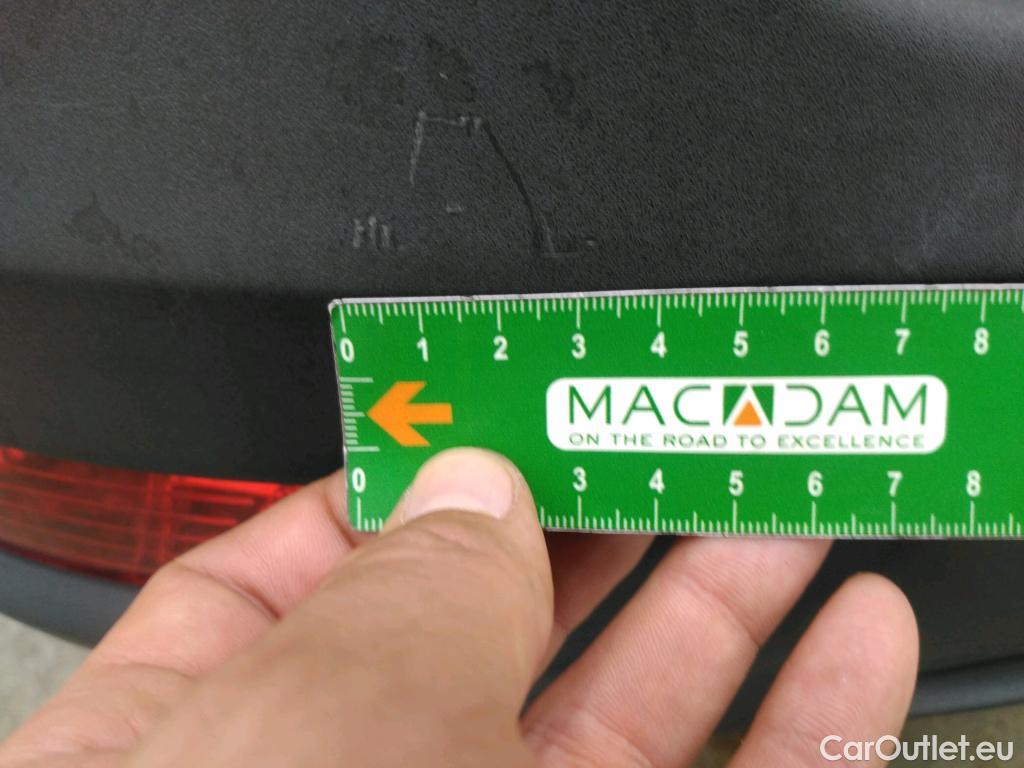 0 1 2 3 4 5 6 7 8
MACADAM
ON THE ROAD TO EXCELLENCE
0 3 4 5 6 7 8
CarOutlet.eu